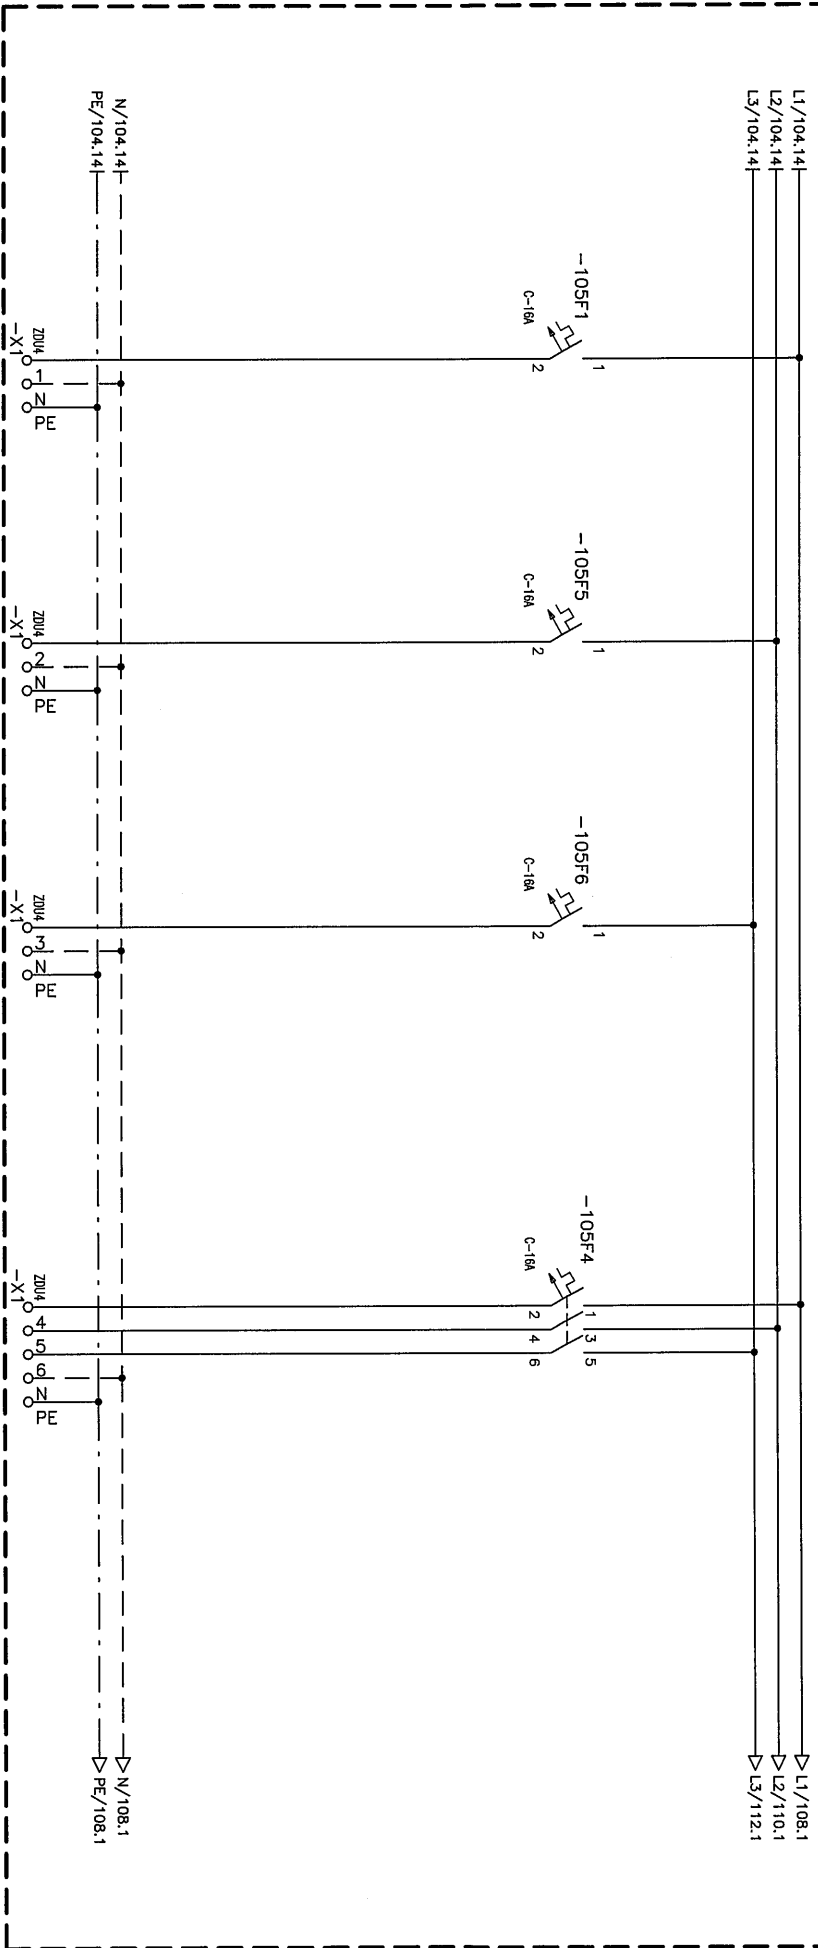 L1/104.14
L2/104.14
L3/104.14
N/104.14
PE/104.14
-105F1
C-16A
1
2
-105F5
C-16A
1
2
-105F6
C-16A
1
2
-105F4
C-16A
1
3
5
2
4
6
ZDU4
-X1
1
N
PE
ZDU4
-X1
2
N
PE
ZDU4
-X1
3
N
PE
ZDU4
-X1
4
5
6
N
PE
L1/108.1
L2/110.1
L3/112.1
N/108.1
PE/108.1